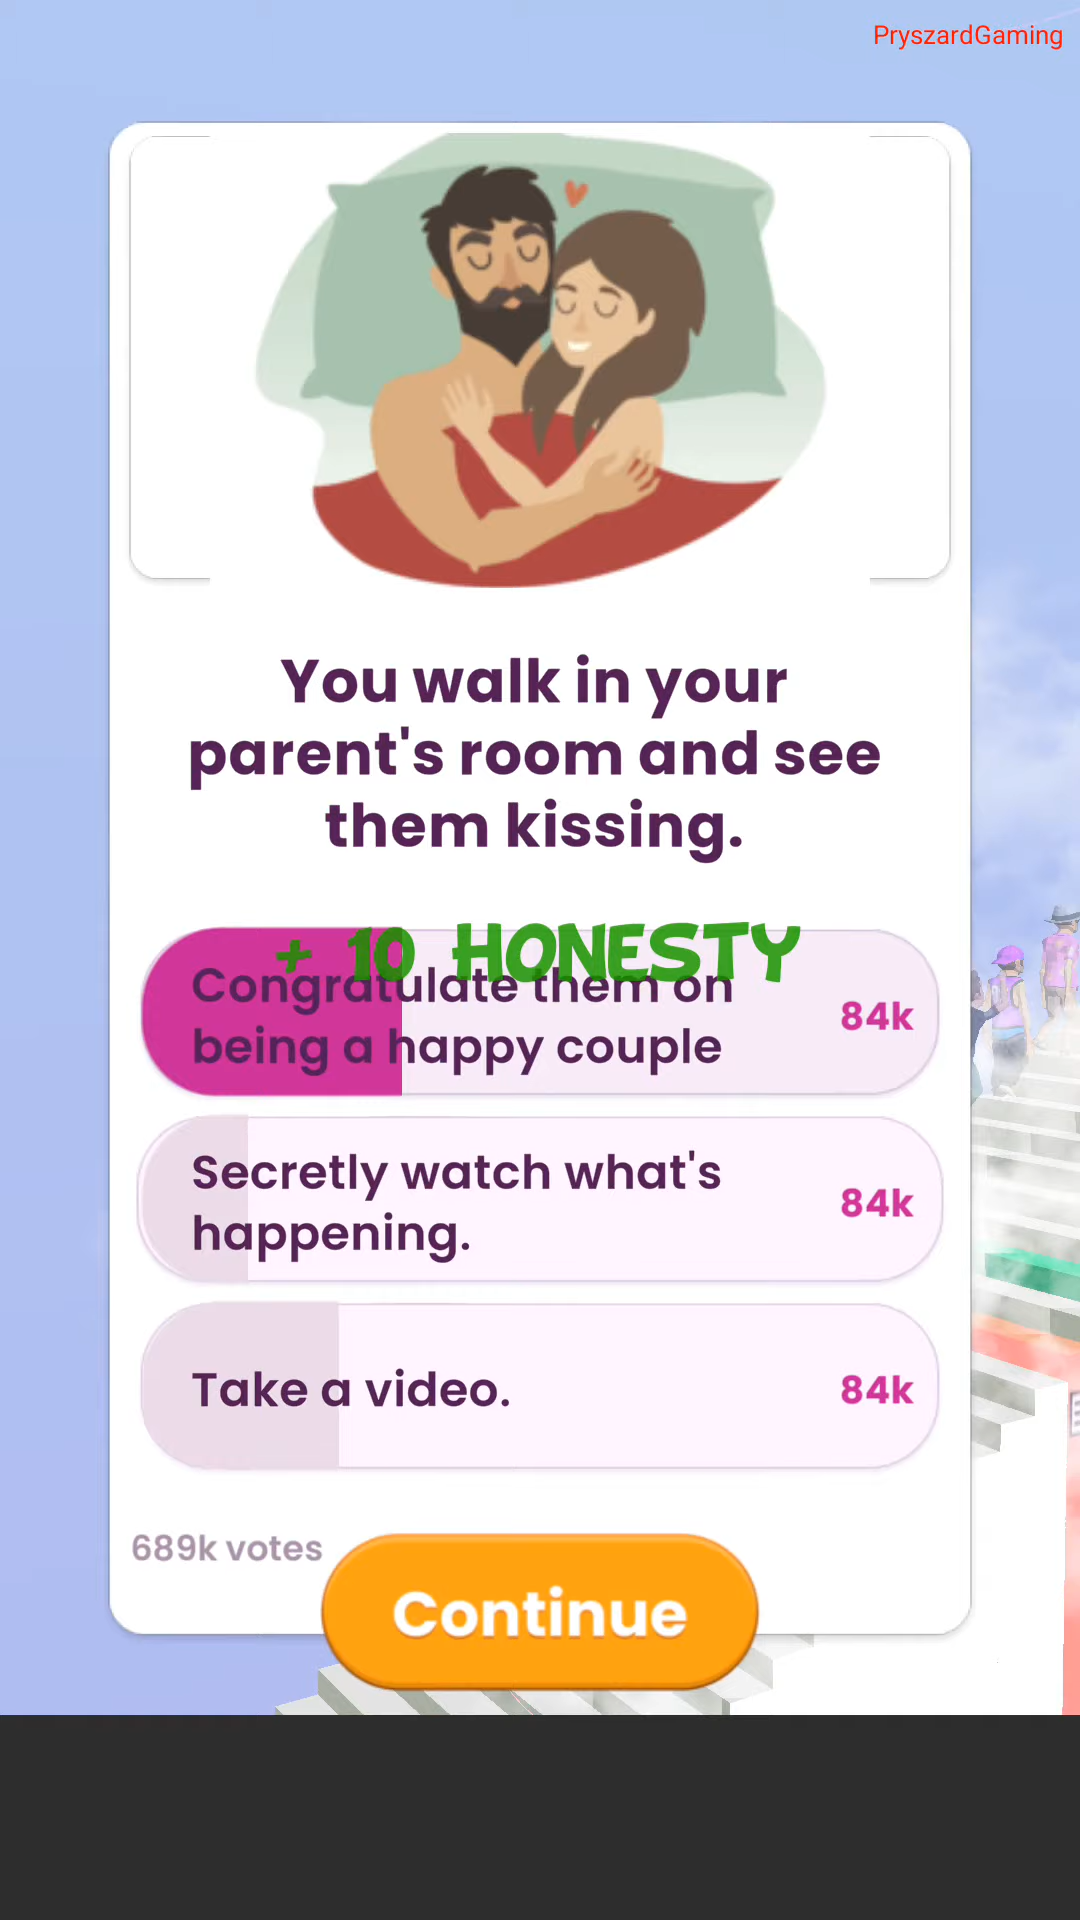 PryszardGaming
You walk in your
parent's room and see
them kissing.
+ 10 HONESTY
Congratulate them on
being a happy couple
84k
Secretly watch what's
happening.
84k
Take a video.
84k
689k votes
Continue